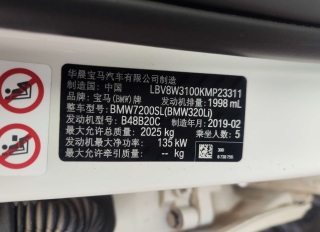 华晨宝马汽车有限公司制造
制造国: 中国 LBV8W3100KMP23311
品牌: 宝马(BMW)牌 发动机排量: 1998 mL
整车型号: BMW7200SL(BMW320Li)
发动机型号: B48B20C 制造年月: 2019-02
最大允许总质量: 2025 kg 乘坐人数: 5
发动机最大净功率: 135 kW
最大允许牵引质量: -- kg